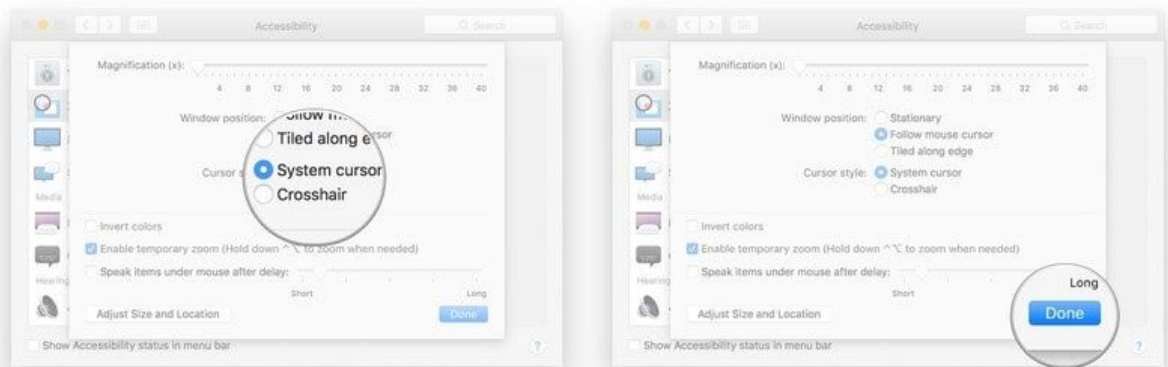 Accessibility
Search
Magnification (x):
4 8 12 16 20 24 28 32 36 40
Window position:
Tiled along e
System cursor
Crosshair
Media
Invert colors
Enable temporary zoom (Hold down ^⌥ to zoom when needed)
Speak items under mouse after delay:
Hearing
Short Long
Adjust Size and Location
Done
Show Accessibility status in menu bar
?
Accessibility
Search
Magnification (x):
4 8 12 16 20 24 28 32 36 40
Window position: Stationary
Follow mouse cursor
Tiled along edge
Cursor style: System cursor
Crosshair
Media
Invert colors
Enable temporary zoom (Hold down ^⌥ to zoom when needed)
Speak items under mouse after delay:
Hearing
Short Long
Adjust Size and Location
Done
Show Accessibility status in menu bar
?